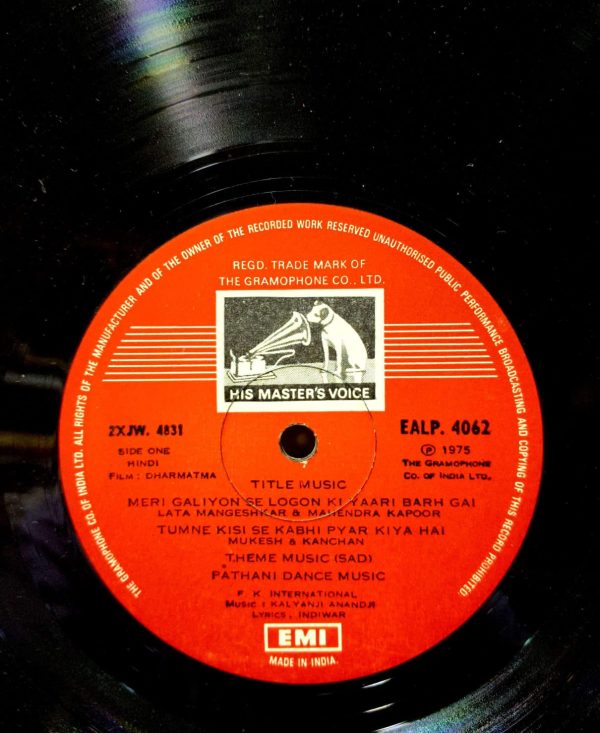 THE GRAMOPHONE CO. OF INDIA LTD. ALL RIGHTS OF THE MANUFACTURER AND OF THE OWNER OF THE RECORDED WORK RESERVED UNAUTHORISED PUBLIC PERFORMANCE BROADCASTING AND COPYING OF THIS RECORD PROHIBITED.
REGD. TRADE MARK OF
THE GRAMOPHONE CO., LTD.
HIS MASTER'S VOICE
2XJW. 4831
EALP. 4062
SIDE ONE
HINDI
FILM : DHARMATMA
℗ 1975
THE GRAMOPHONE
CO. OF INDIA LTD.
TITLE MUSIC
MERI GALIYON SE LOGON KI YAARI BARH GAI
LATA MANGESHKAR & MAHENDRA KAPOOR
TUMNE KISI SE KABHI PYAR KIYA HAI
MUKESH & KANCHAN
THEME MUSIC (SAD)
PATHANI DANCE MUSIC
F. K. INTERNATIONAL
MUSIC : KALYANJI ANANDJI
LYRICS : INDIWAR
EMI
MADE IN INDIA.